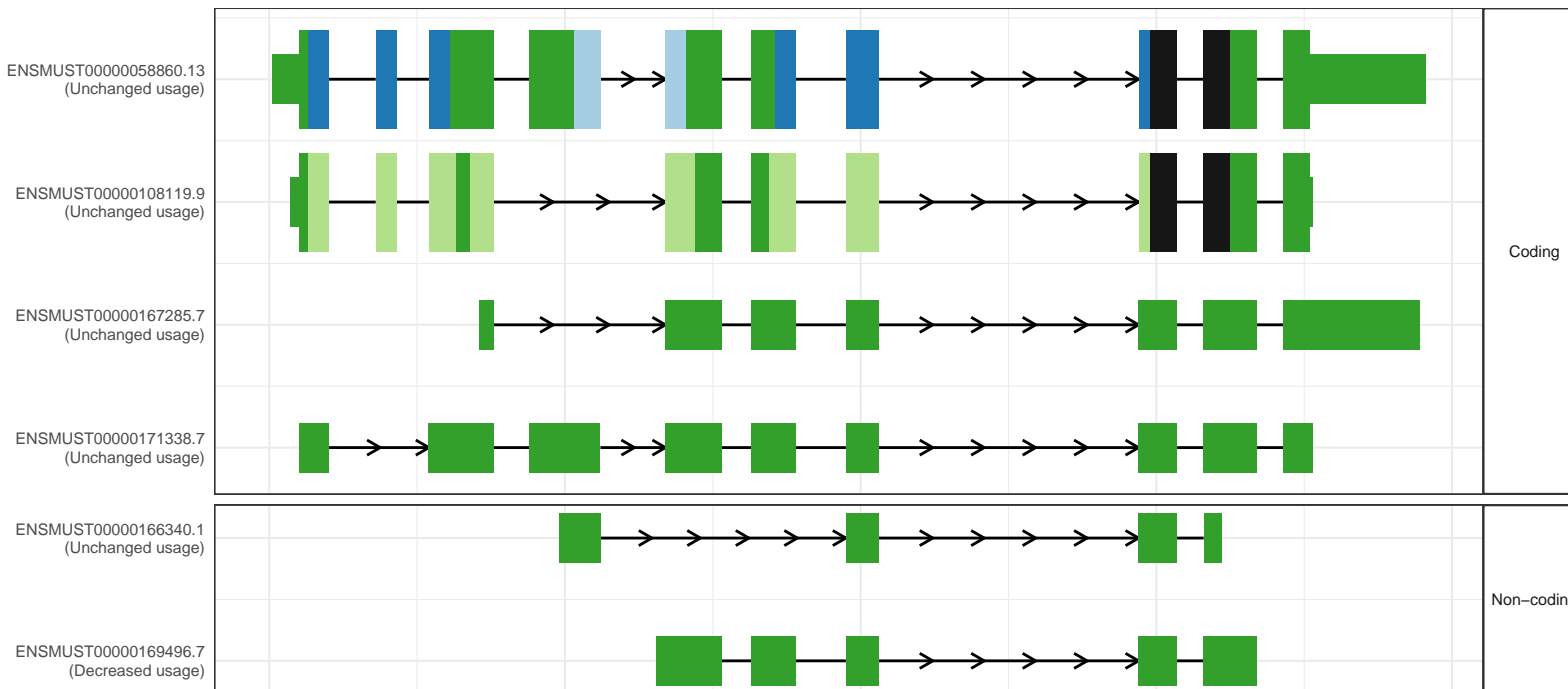 ENSMUST00000058860.13
(Unchanged usage)
ENSMUST00000108119.9
(Unchanged usage)
ENSMUST00000167285.7
(Unchanged usage)
ENSMUST00000171338.7
(Unchanged usage)
Coding
ENSMUST00000166340.1
(Unchanged usage)
ENSMUST00000169496.7
(Decreased usage)
Non−codin